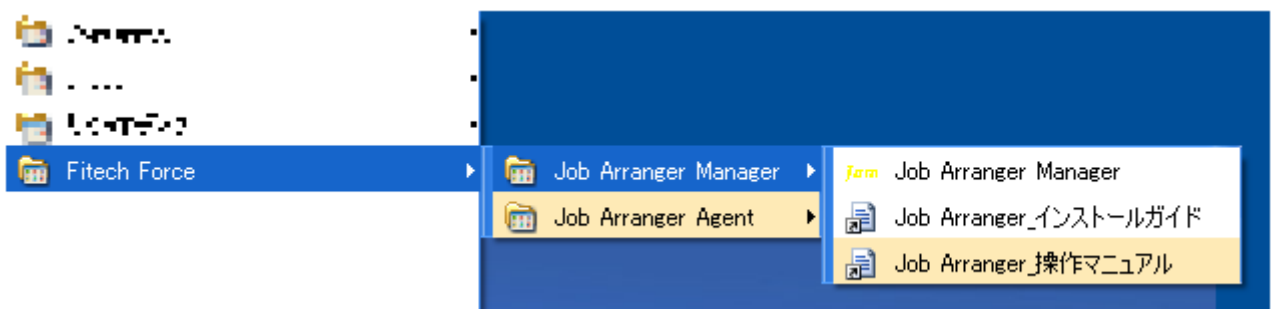 Fitech Force
Job Arranger Manager
Job Arranger Agent
Jam Job Arranger Manager
Job Arranger_インストールガイド
Job Arranger_操作マニュアル